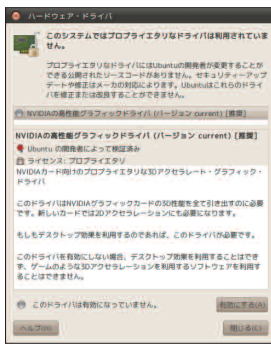 ハードウェア・ドライバ
このシステムではプロプライエタリなドライバは利用されていま
せん。
プロプライエタリなドライバにはUbuntuの開発者が変更することが
できる公開されたソースコードがありません。セキュリティーアップ
デートや修正はメーカの対応によります。Ubuntuはこれらのドライ
バを修正または改良することができません。
NVIDIAの高性能グラフィックドライバ (バージョン current) [推奨]
NVIDIAの高性能グラフィックドライバ (バージョン current) [推奨]
Ubuntu の開発者によって検証済み
ライセンス: プロプライエタリ
NVIDIAカード向けのプロプライエタリな3Dアクセラレート・グラフィック・
ドライバ
このドライバはNVIDIAグラフィックカードの3D性能を全て引き出すのに必要
です。新しいカードでは2Dアクセラレーションにも必要になります。
もしもデスクトップ効果を利用するのであれば、このドライバが必要です。
このドライバを有効にしない場合、デスクトップ効果を利用することはでき
ず、ゲームのような3Dアクセラレーションを利用するソフトウェアを利用す
ることはできません。
このドライバは有効になっていません。
有効にする(A)
ヘルプ(H)
閉じる(C)